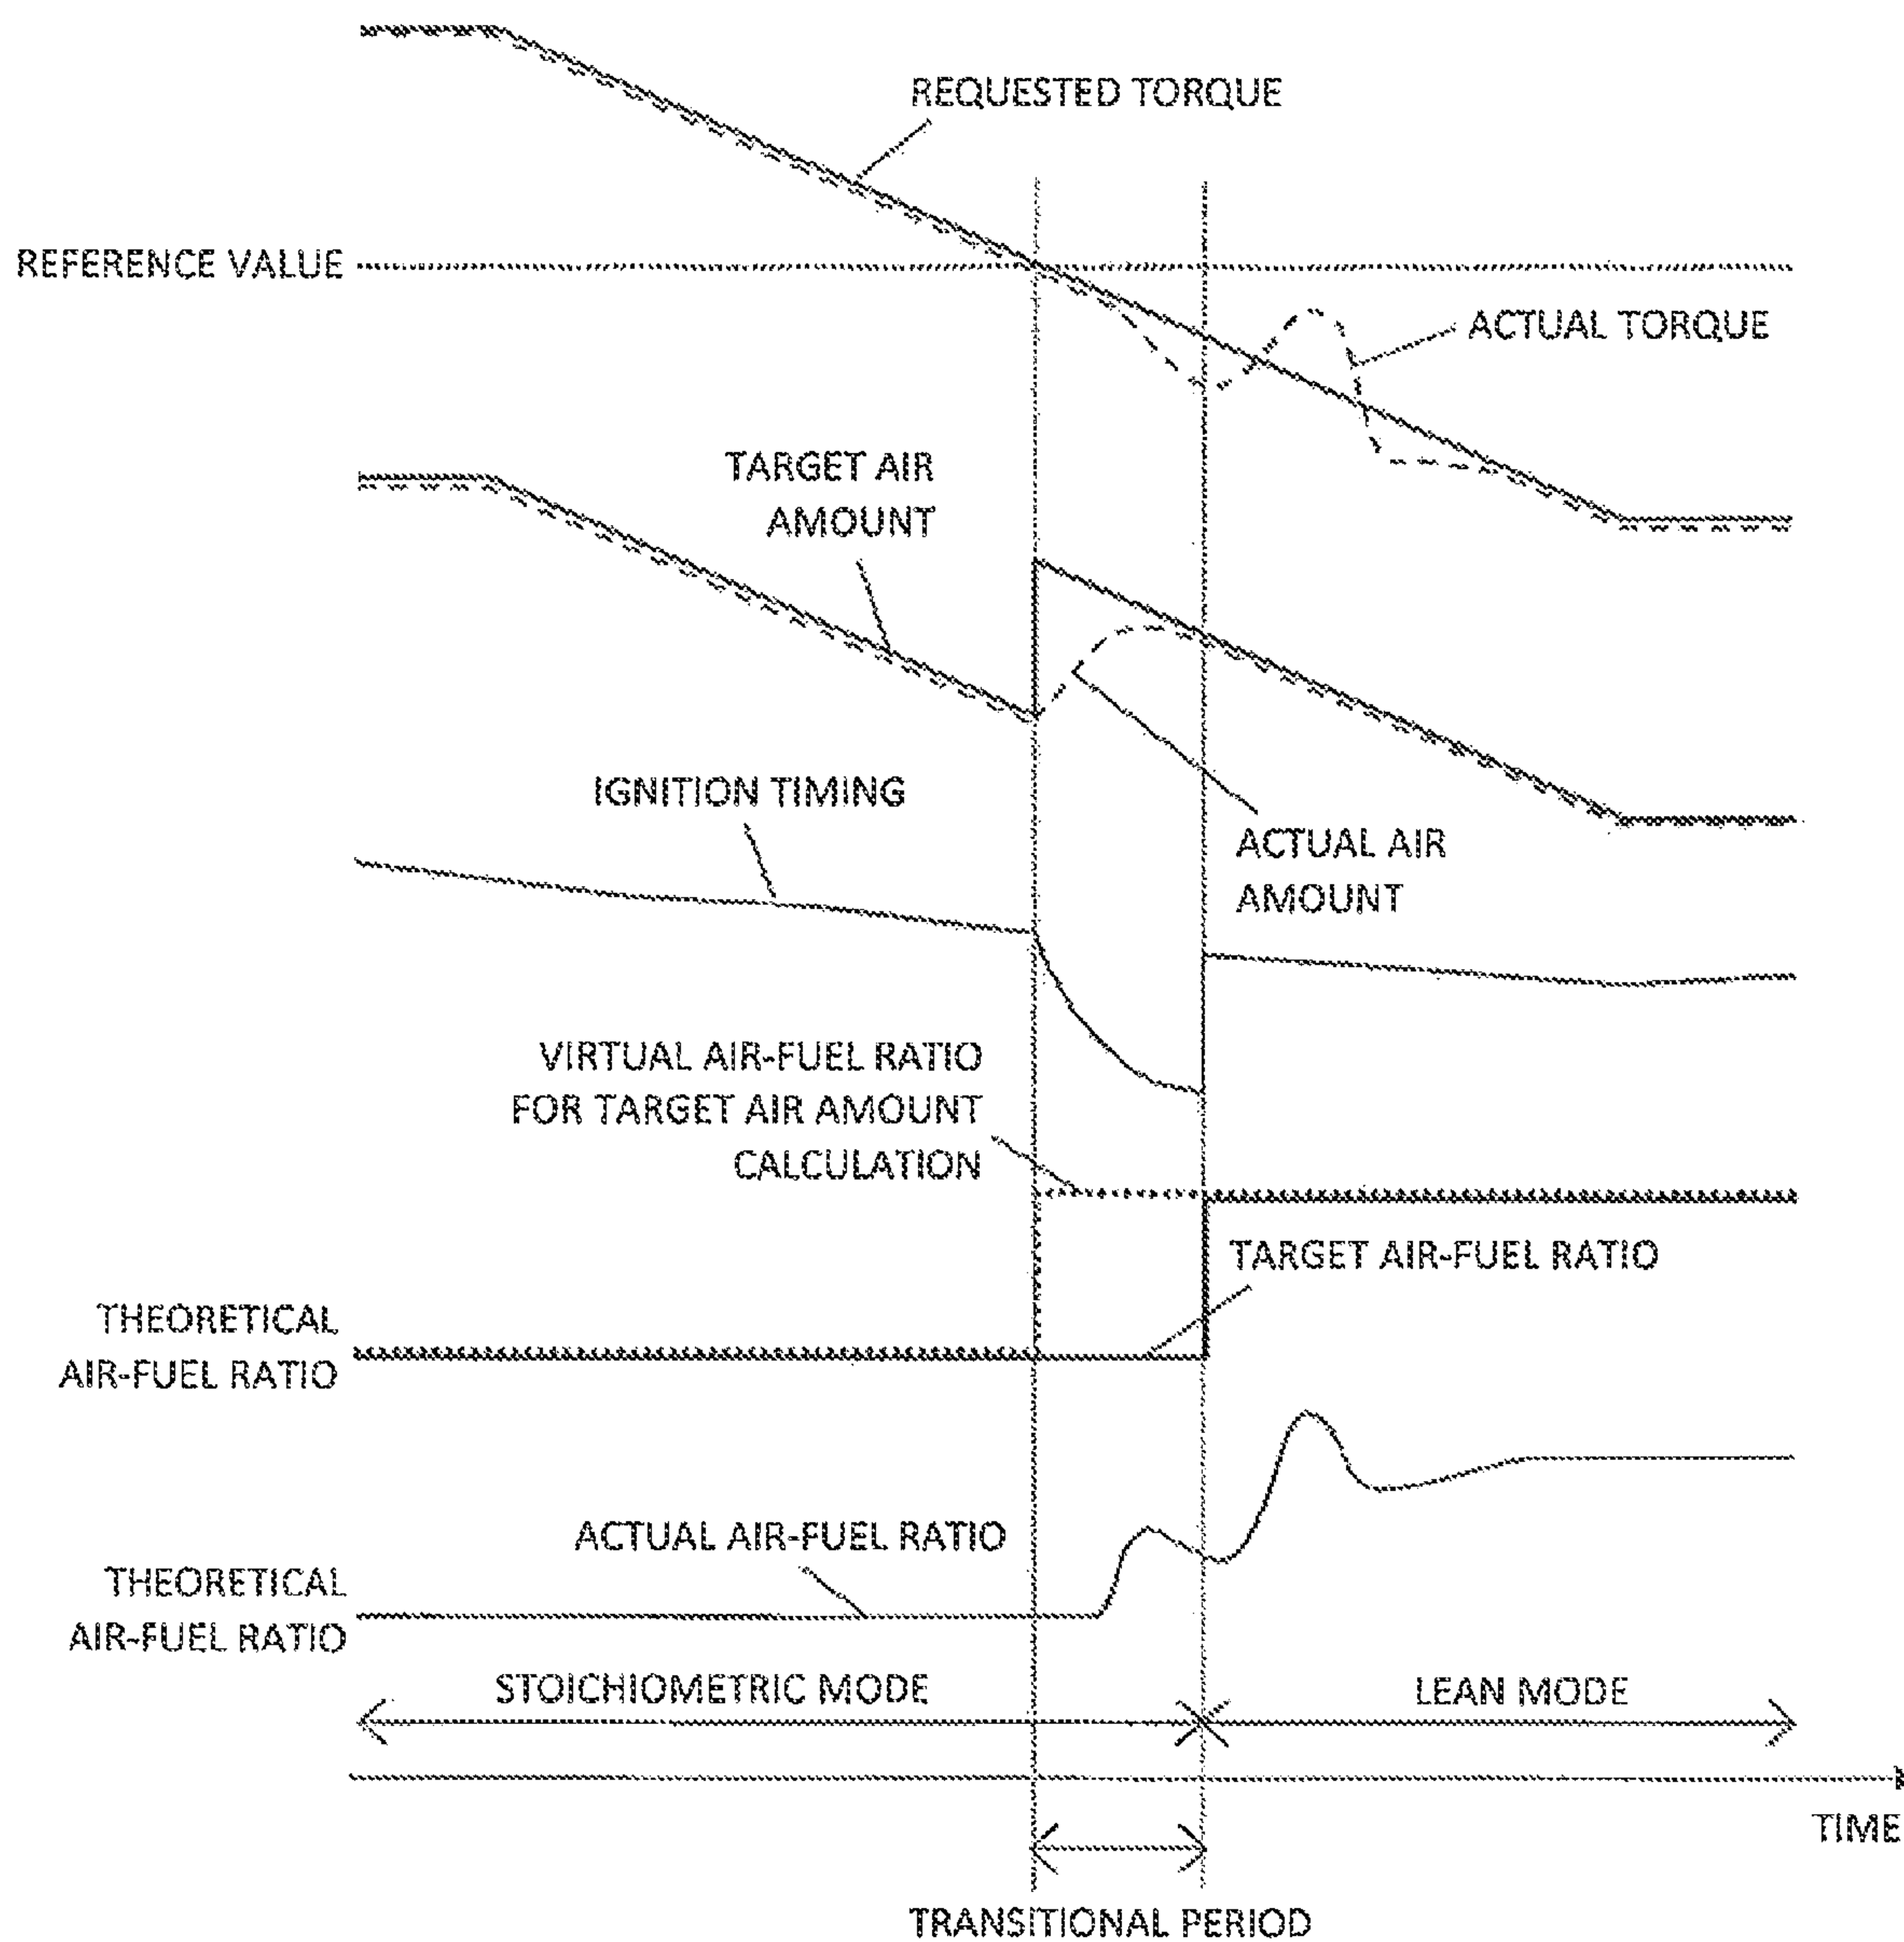 REQUESTED TORQUE
REFERENCE VALUE
ACTUAL TORQUE
TARGET AIR
AMOUNT
IGNITION TIMING
ACTUAL AIR
AMOUNT
VIRTUAL AIR-FUEL RATIO
FOR TARGET AIR AMOUNT
CALCULATION
TARGET AIR-FUEL RATIO
THEORETICAL
AIR-FUEL RATIO
ACTUAL AIR-FUEL RATIO
THEORETICAL
AIR-FUEL RATIO
STOICHIOMETRIC MODE
LEAN MODE
TIME
TRANSITIONAL PERIOD